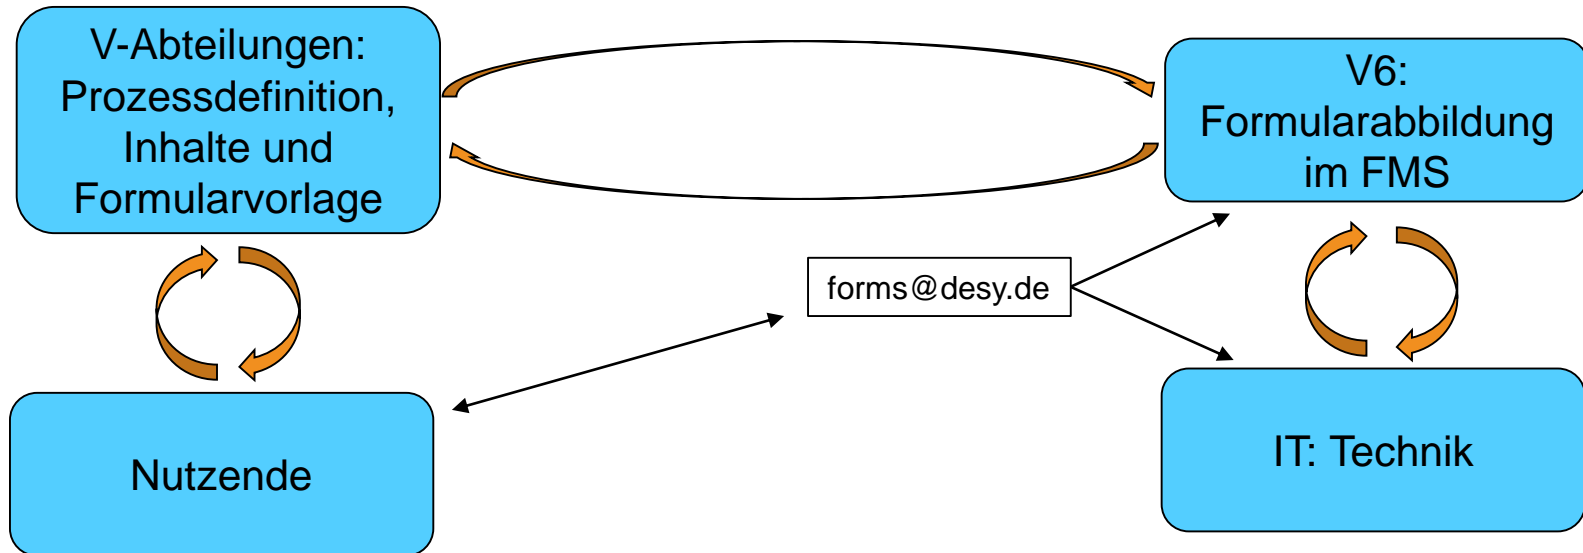 V-Abteilungen:
Prozessdefinition,
Inhalte und
Formularvorlage
V6:
Formularabbildung
im FMS
forms@desy.de
Nutzende
IT: Technik